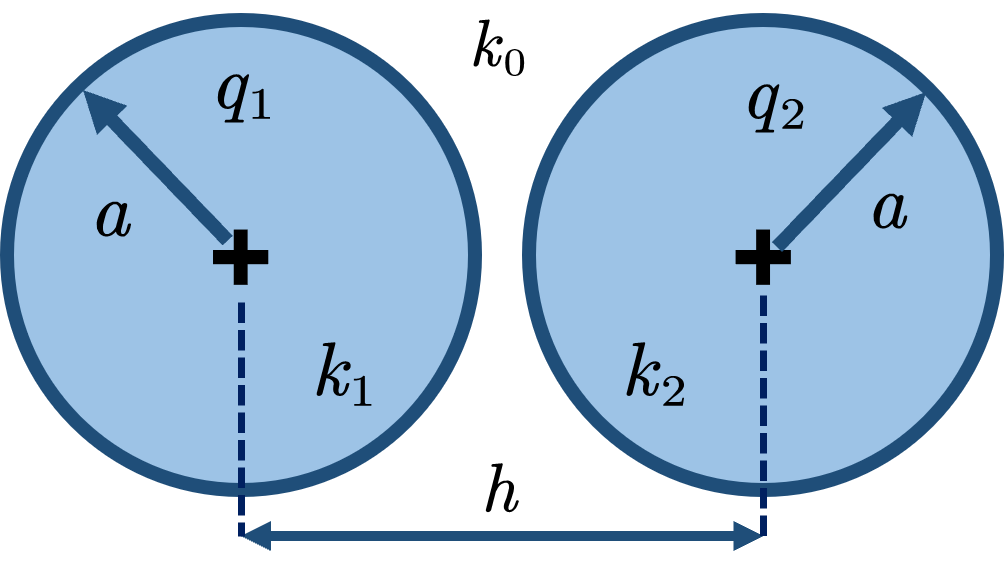 k₀
q₁
q₂
a
a
k₁
k₂
h